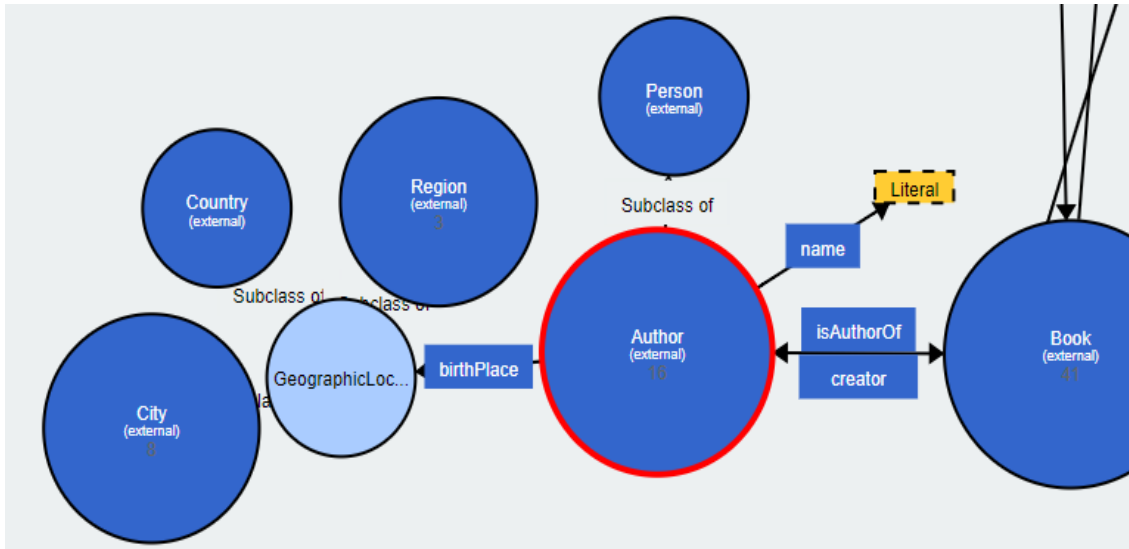 Person
(external)
Country
(external)
Region
(external)
3
Subclass of
Literal
name
Subclass of
Subclass of
Author
(external)
16
isAuthorOf
creator
Book
(external)
41
birthPlace
GeographicLoc...
City
(external)
8